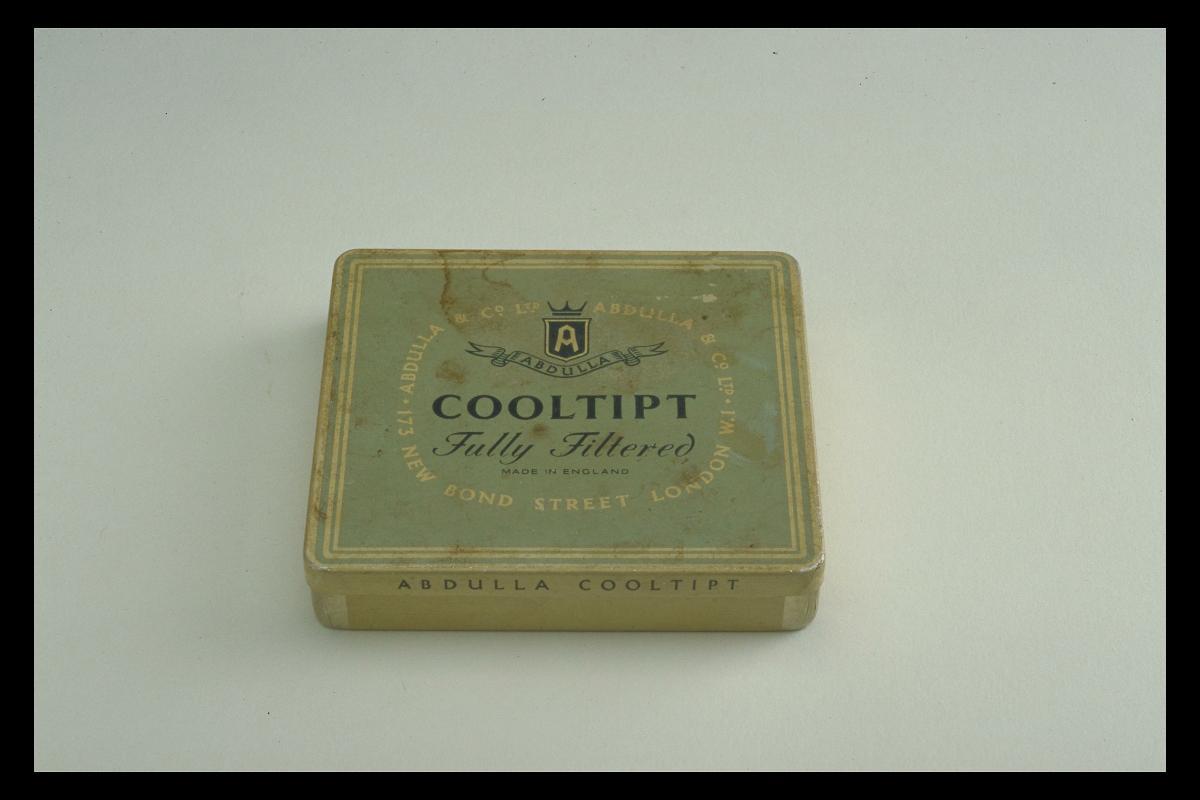 ABDULLA & Cº LTD ABDULLA & Cº LTD · 173 NEW BOND STREET LONDON W.1 ·
A
ABDULLA
COOLTIPT
Fully Filtered
MADE IN ENGLAND
ABDULLA COOLTIPT